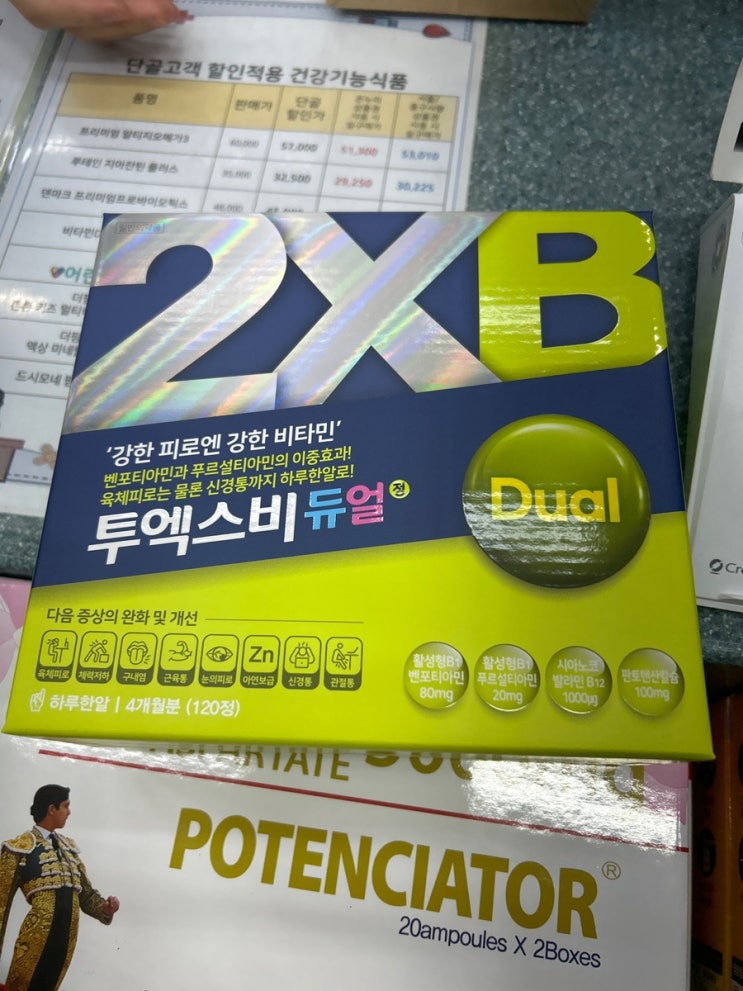 단골고객 할인적용 건강기능식품
품명
판매가
단골
할인가
프리미엄 알티지오메가3
60,000
57,000
51,300
53,010
루테인 지아잔틴 플러스
35,000
32,500
29,250
30,225
덴마크 프리미엄프로바이오틱스
일반의약품
2XB
'강한 피로엔 강한 비타민'
벤포티아민과 푸르설티아민의 이중효과!
육체피로는 물론 신경통까지 하루한알로!
투엑스비 듀얼 정
Dual
다음 증상의 완화 및 개선
육체피로
체력저하
구내염
근육통
눈의피로
Zn
아연보급
신경통
관절통
활성형B1
벤포티아민
80mg
활성형B1
푸르설티아민
20mg
시아노코
발라민 B12
1000μg
판토텐산칼슘
100mg
하루한알 | 4개월분 (120정)
POTENCIATOR®
20ampoules X 2Boxes